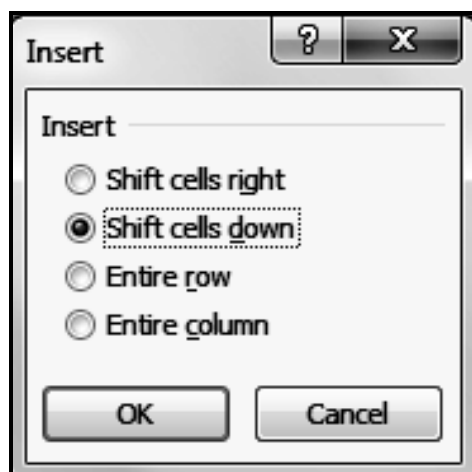 Insert
?
X
Insert
Shift cells right
Shift cells down
Entire row
Entire column
OK
Cancel